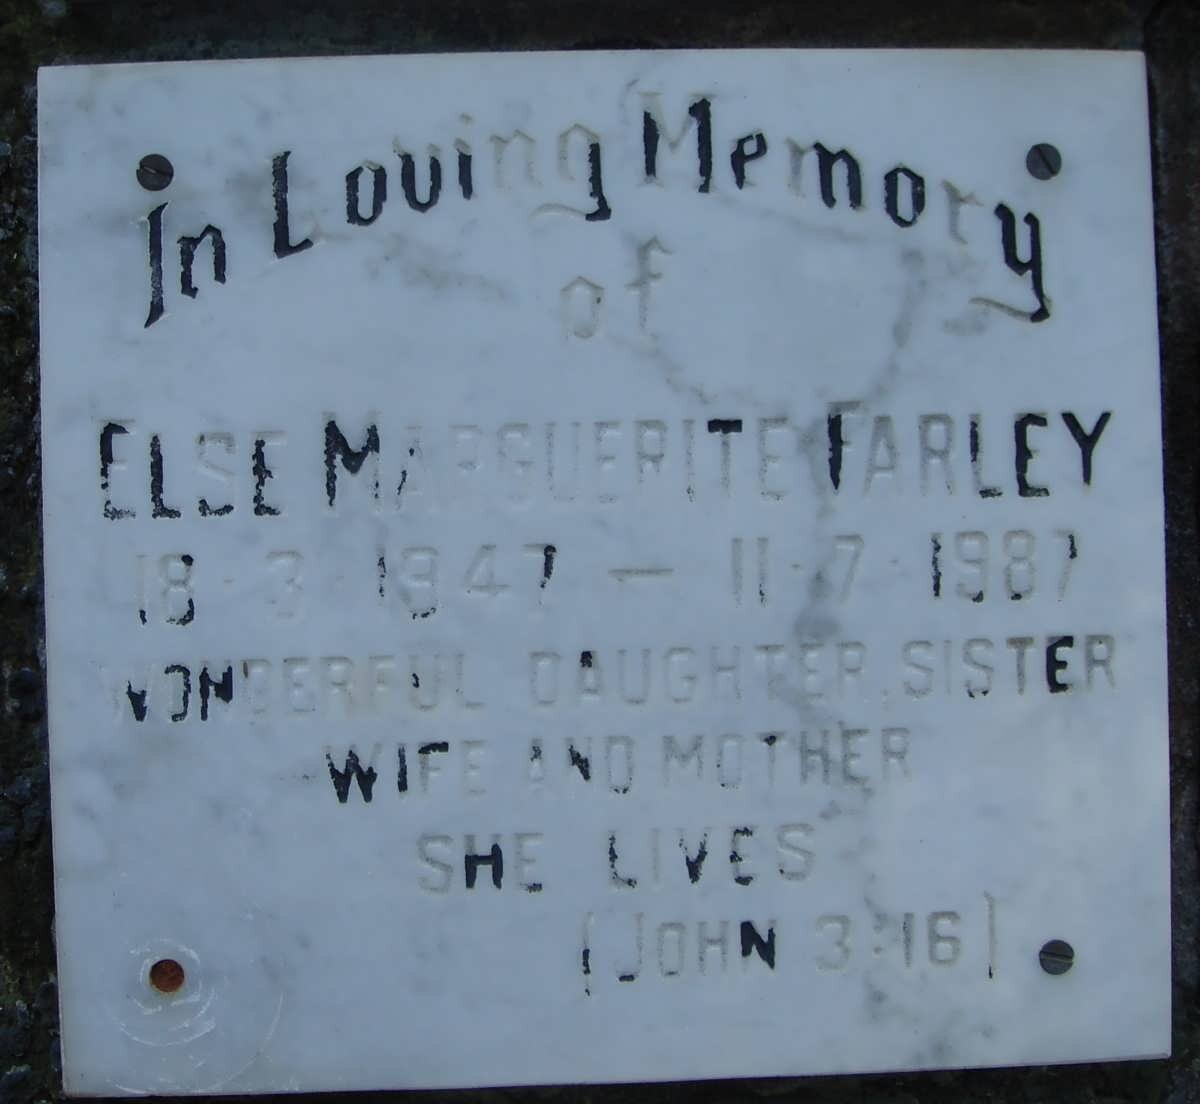 In Loving Memory
of
ELSE MARGUERITE FARLEY
18 · 3 · 1947 — 11 · 7 · 1987
WONDERFUL DAUGHTER, SISTER
WIFE AND MOTHER
SHE LIVES
(JOHN 3:16)